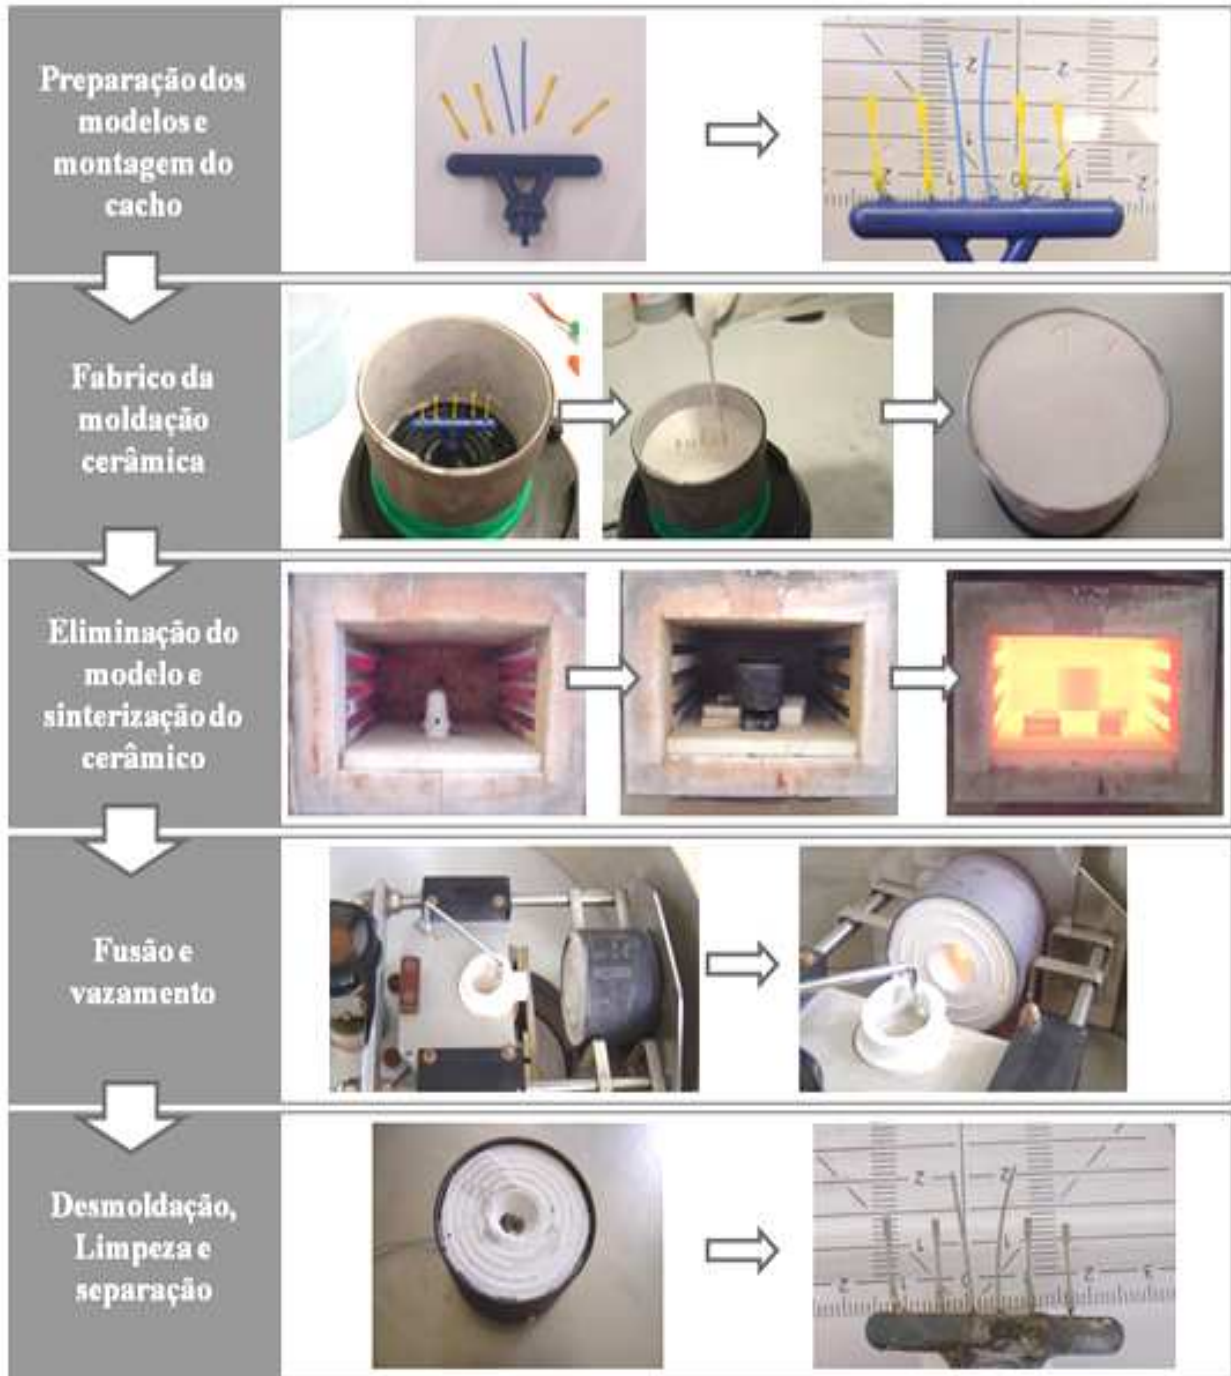 Preparação dos
modelos e
montagem do
cacho
Fabrico da
moldação
cerâmica
Eliminação do
modelo e
sinterização do
cerâmico
Fusão e
vazamento
Desmoldação,
Limpeza e
separação